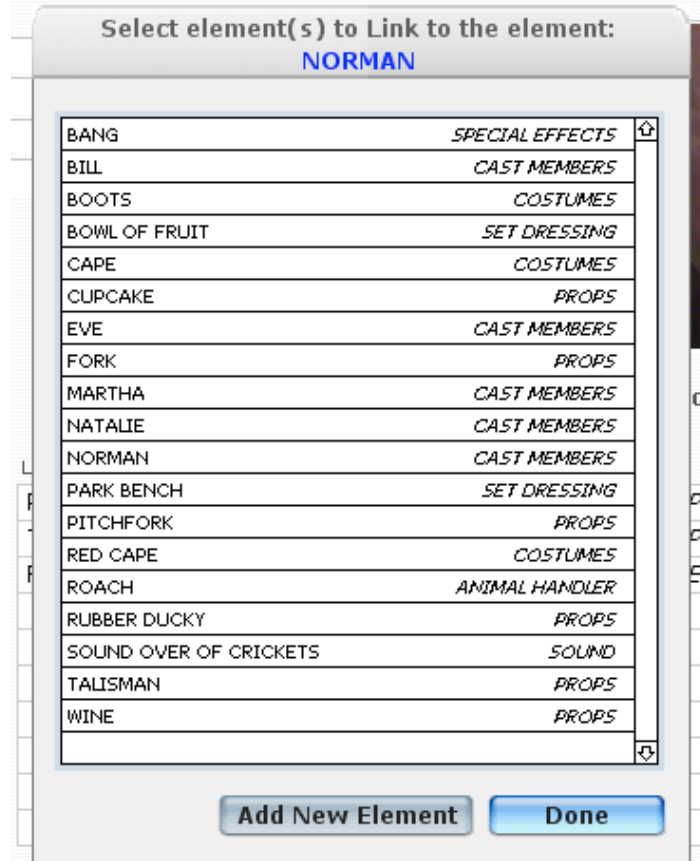 Select element(s) to Link to the element:
NORMAN
BANG SPECIAL EFFECTS
BILL CAST MEMBERS
BOOTS COSTUMES
BOWL OF FRUIT SET DRESSING
CAPE COSTUMES
CUPCAKE PROPS
EVE CAST MEMBERS
FORK PROPS
MARTHA CAST MEMBERS
NATALIE CAST MEMBERS
NORMAN CAST MEMBERS
PARK BENCH SET DRESSING
PITCHFORK PROPS
RED CAPE COSTUMES
ROACH ANIMAL HANDLER
RUBBER DUCKY PROPS
SOUND OVER OF CRICKETS SOUND
TALISMAN PROPS
WINE PROPS
Add New Element Done